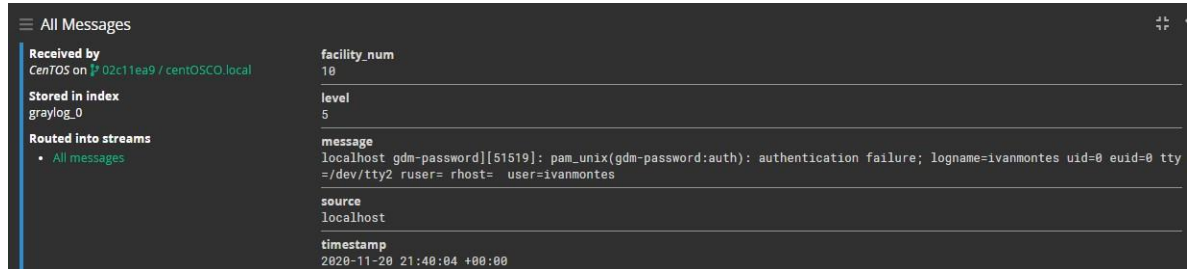 All Messages
Received by
CenTOS on 02c11ea9 / centOSCO.local
Stored in index
graylog_0
Routed into streams
• All messages
facility_num
10
level
5
message
localhost gdm-password][51519]: pam_unix(gdm-password:auth): authentication failure; logname=ivanmontes uid=0 euid=0 tty
=/dev/tty2 ruser= rhost=  user=ivanmontes
source
localhost
timestamp
2020-11-20 21:40:04 +00:00